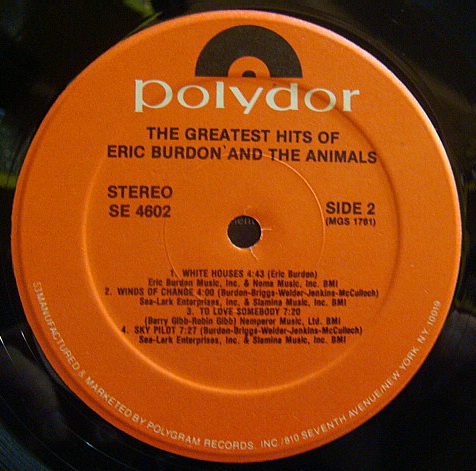 polydor
THE GREATEST HITS OF
ERIC BURDON AND THE ANIMALS
STEREO
SE 4602
SIDE 2
(MGS 1781)
1. WHITE HOUSES 4:43 (Eric Burdon)
Eric Burdon Music, Inc. & Noma Music, Inc. BMI
2. WINDS OF CHANGE 4:00 (Burdon-Briggs-Weider-Jenkins-McCulloch)
Sea-Lark Enterprises, Inc. & Slamina Music, Inc. BMI
3. TO LOVE SOMEBODY 7:20
(Barry Gibb-Robin Gibb) Nemperor Music, Ltd. BMI
4. SKY PILOT 7:27 (Burdon-Briggs-Weider-Jenkins-McCulloch)
Sea-Lark Enterprises, Inc. & Slamina Music, Inc. BMI
53 MANUFACTURED & MARKETED BY POLYGRAM RECORDS, INC./810 SEVENTH AVENUE/NEW YORK, N.Y. 10019